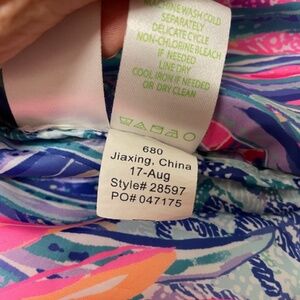 MACHINE WASH COLD
SEPARATELY
DELICATE CYCLE
NON-CHLORINE BLEACH
IF NEEDED
LINE DRY
COOL IRON IF NEEDED
OR DRY CLEAN
680
Jiaxing, China
17-Aug
Style# 28597
PO# 047175